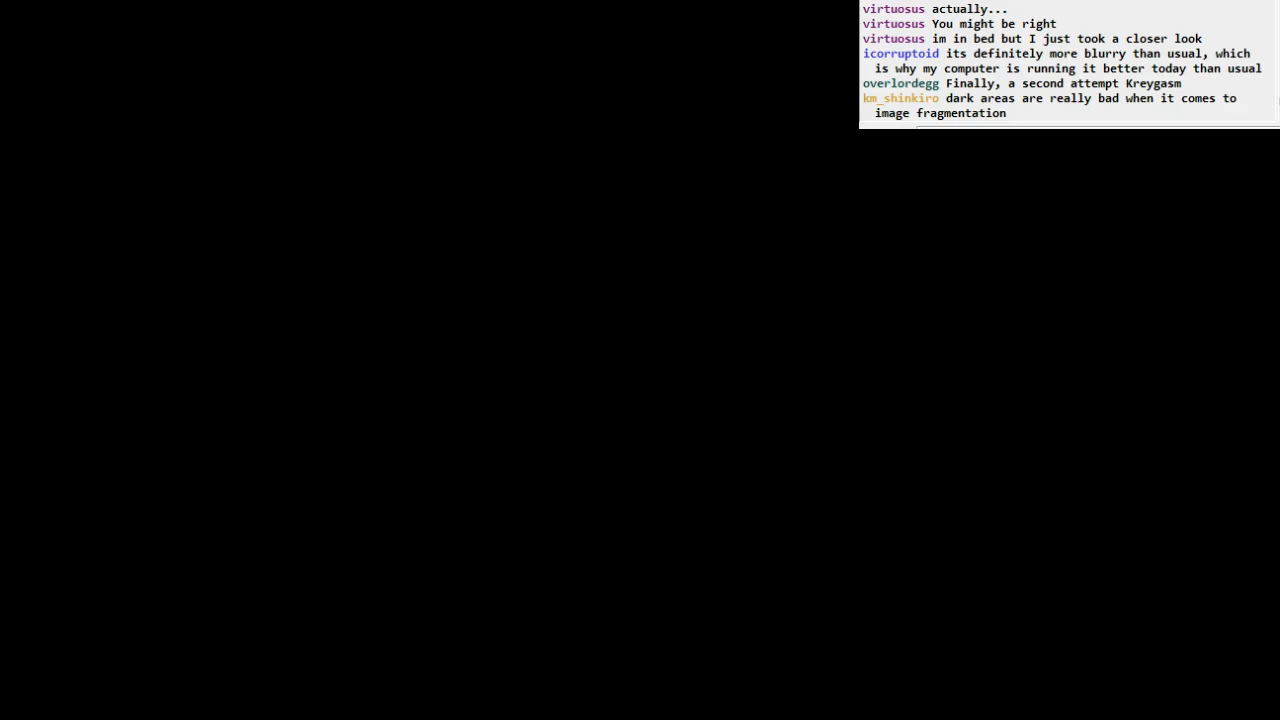 virtuosus actually...
virtuosus You might be right
virtuosus im in bed but I just took a closer look
icorruptoid its definitely more blurry than usual, which
is why my computer is running it better today than usual
overlordegg Finally, a second attempt Kreygasm
km_shinkiro dark areas are really bad when it comes to
image fragmentation